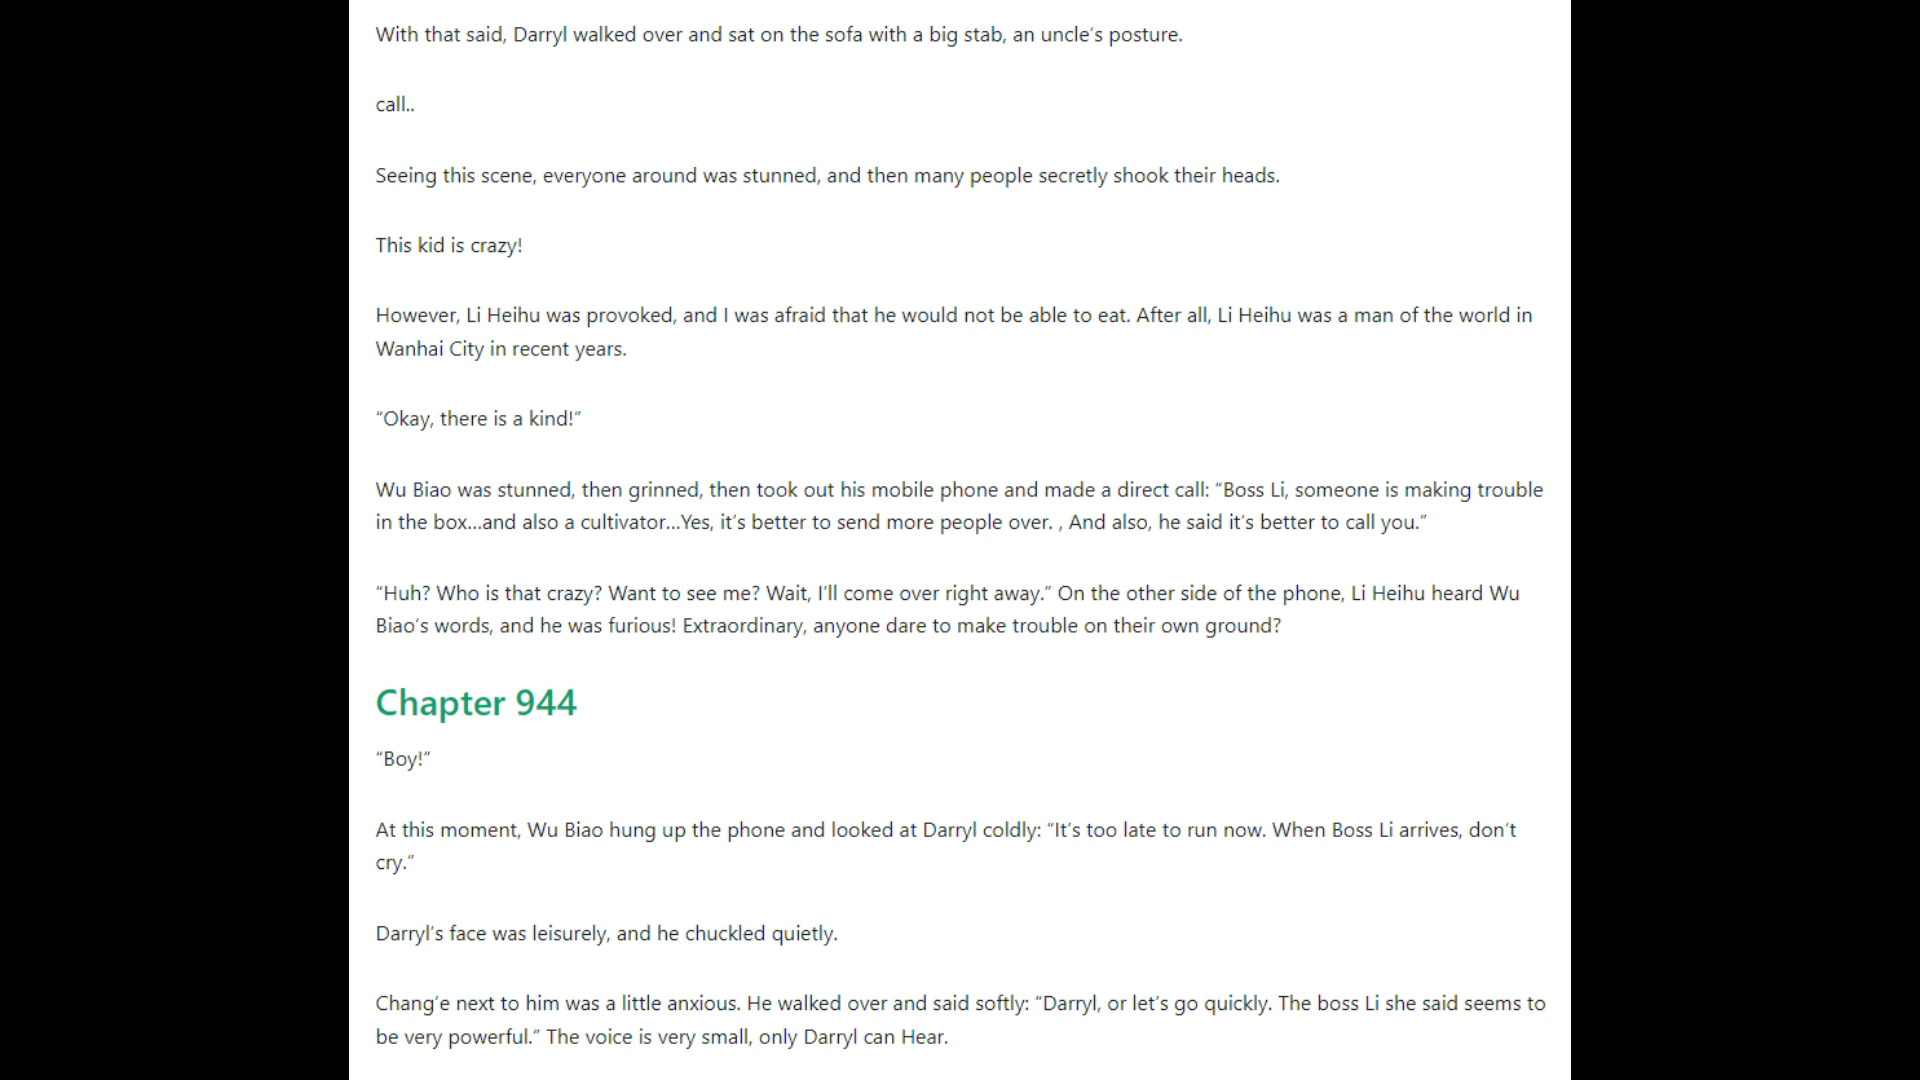 With that said, Darryl walked over and sat on the sofa with a big stab, an uncle’s posture.
call..
Seeing this scene, everyone around was stunned, and then many people secretly shook their heads.
This kid is crazy!
However, Li Heihu was provoked, and I was afraid that he would not be able to eat. After all, Li Heihu was a man of the world in
Wanhai City in recent years.
“Okay, there is a kind!”
Wu Biao was stunned, then grinned, then took out his mobile phone and made a direct call: “Boss Li, someone is making trouble
in the box...and also a cultivator...Yes, it’s better to send more people over. , And also, he said it’s better to call you.”
“Huh? Who is that crazy? Want to see me? Wait, I’ll come over right away.” On the other side of the phone, Li Heihu heard Wu
Biao’s words, and he was furious! Extraordinary, anyone dare to make trouble on their own ground?
Chapter 944
“Boy!”
At this moment, Wu Biao hung up the phone and looked at Darryl coldly: “It’s too late to run now. When Boss Li arrives, don’t
cry.”
Darryl’s face was leisurely, and he chuckled quietly.
Chang’e next to him was a little anxious. He walked over and said softly: “Darryl, or let’s go quickly. The boss Li she said seems to
be very powerful.” The voice is very small, only Darryl can Hear.